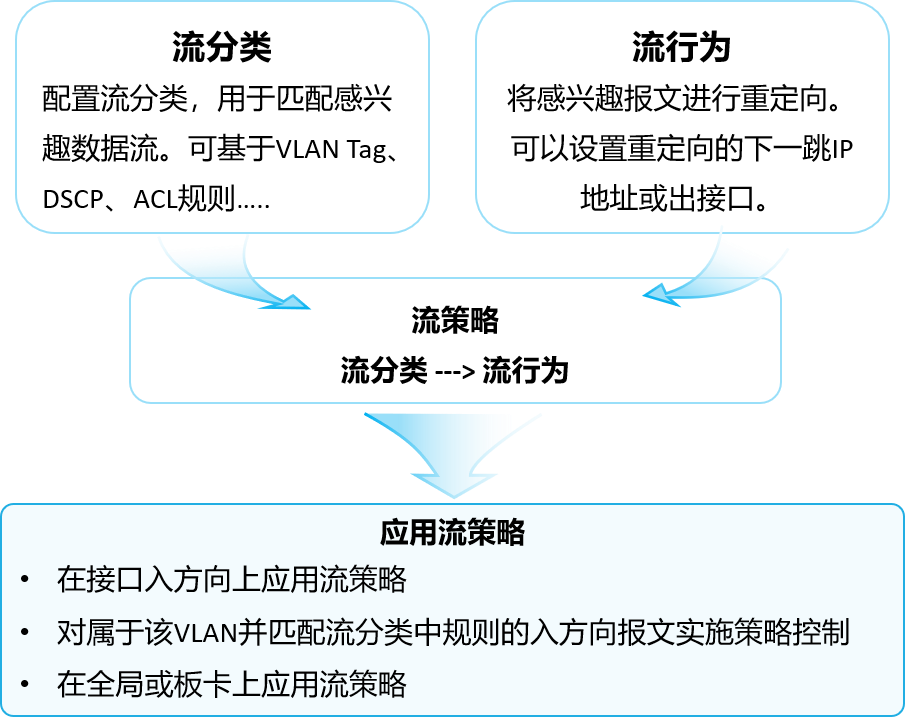 流分类
配置流分类，用于匹配感兴
趣数据流。可基于VLAN Tag、
DSCP、ACL规则…..
流行为
将感兴趣报文进行重定向。
可以设置重定向的下一跳IP
地址或出接口。
流策略
流分类 ---> 流行为
应用流策略
• 在接口入方向上应用流策略
• 对属于该VLAN并匹配流分类中规则的入方向报文实施策略控制
• 在全局或板卡上应用流策略